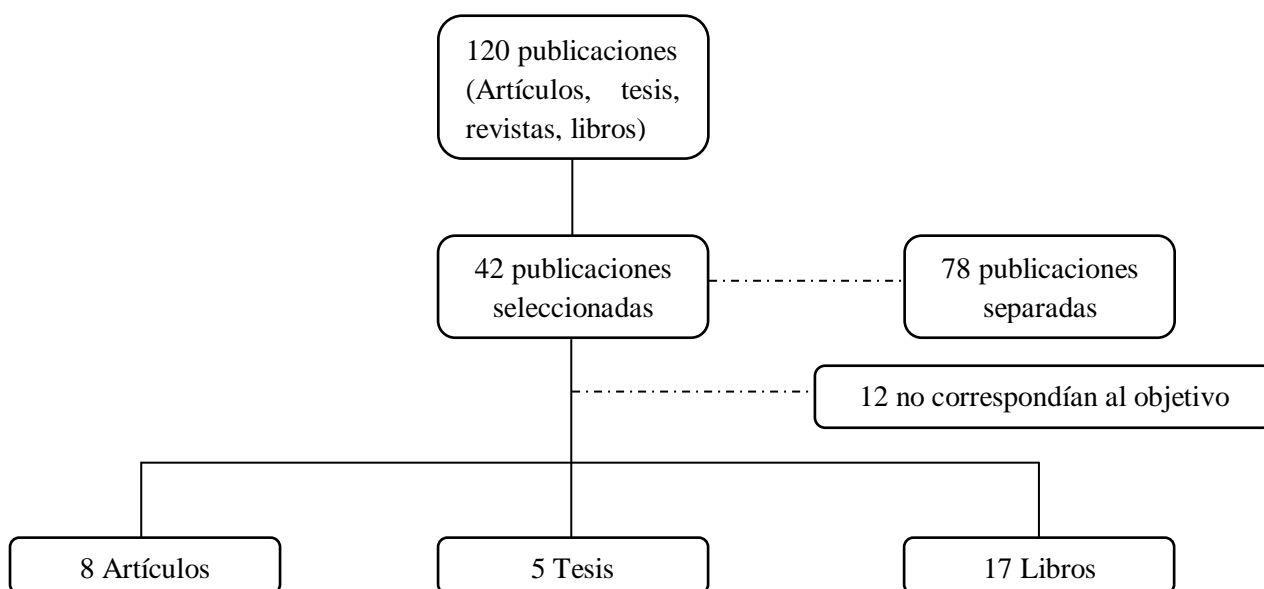 120 publicaciones
(Artículos, tesis,
revistas, libros)
42 publicaciones
seleccionadas
78 publicaciones
separadas
12 no correspondían al objetivo
8 Artículos
5 Tesis
17 Libros